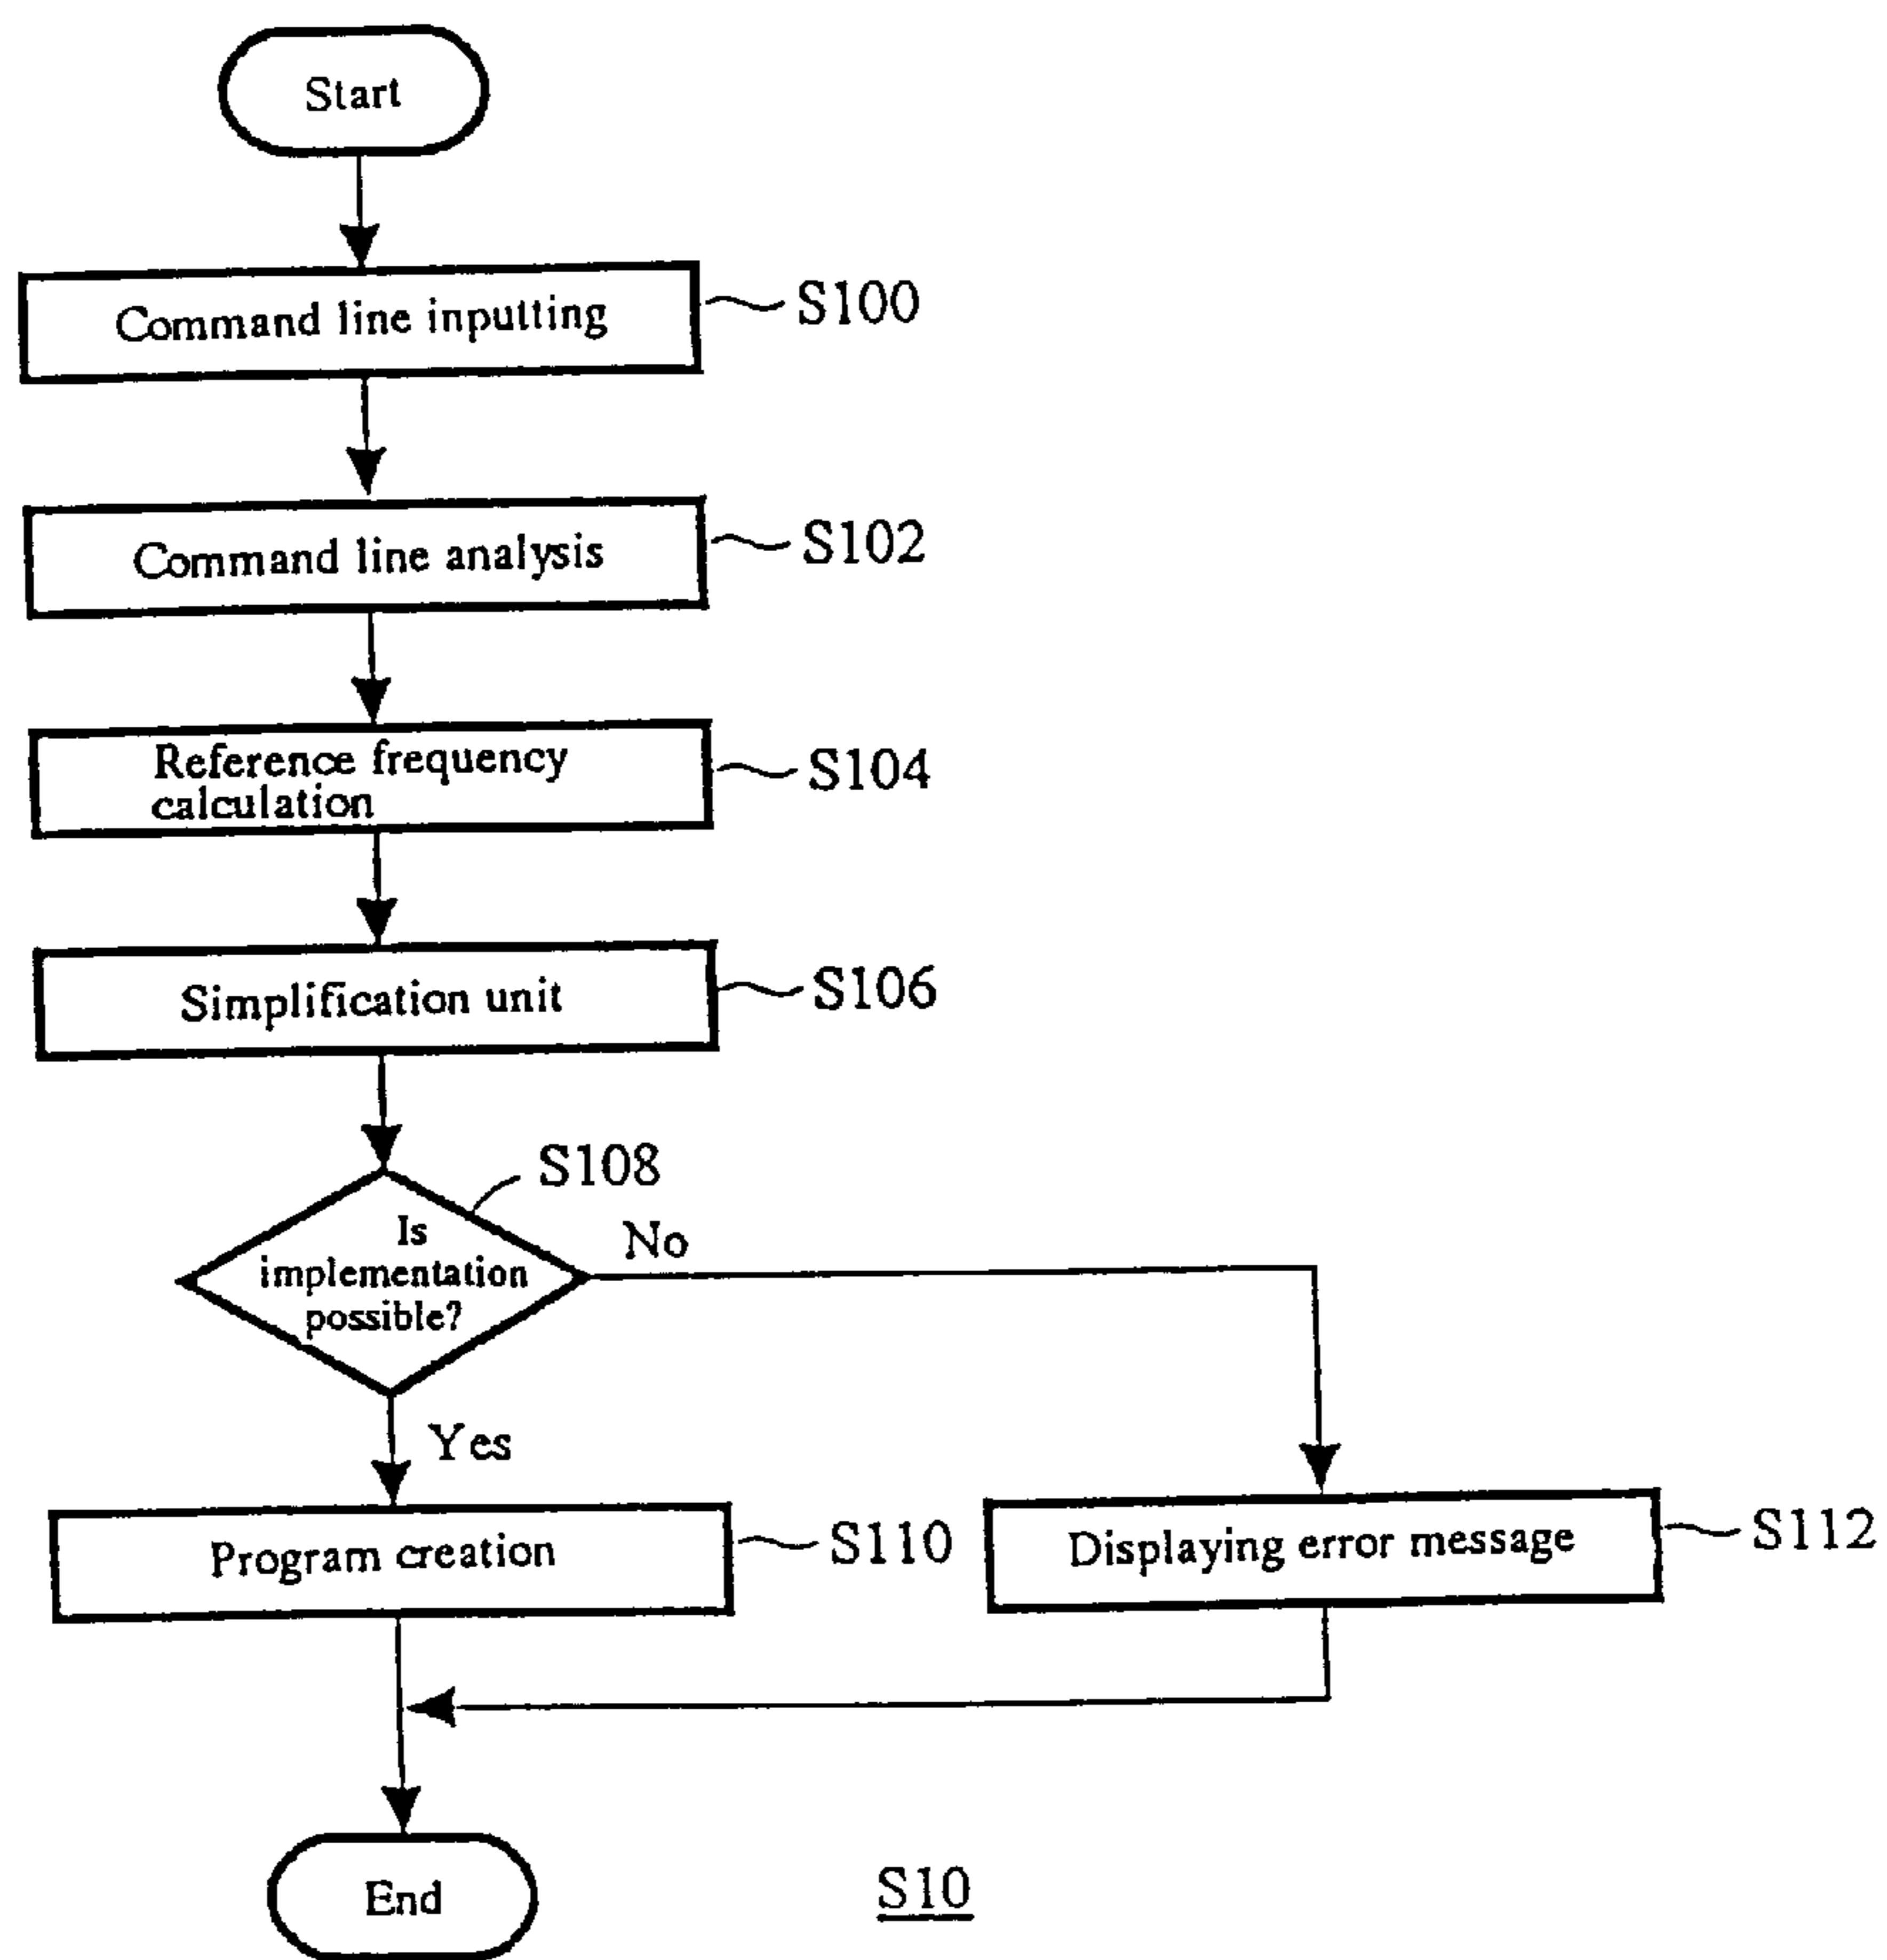 Start
Command line inputting
S100
Command line analysis
S102
Reference frequency
calculation
S104
Simplification unit
S106
S108
Is
implementation
possible?
No
Yes
Program creation
S110
Displaying error message
S112
End
S10